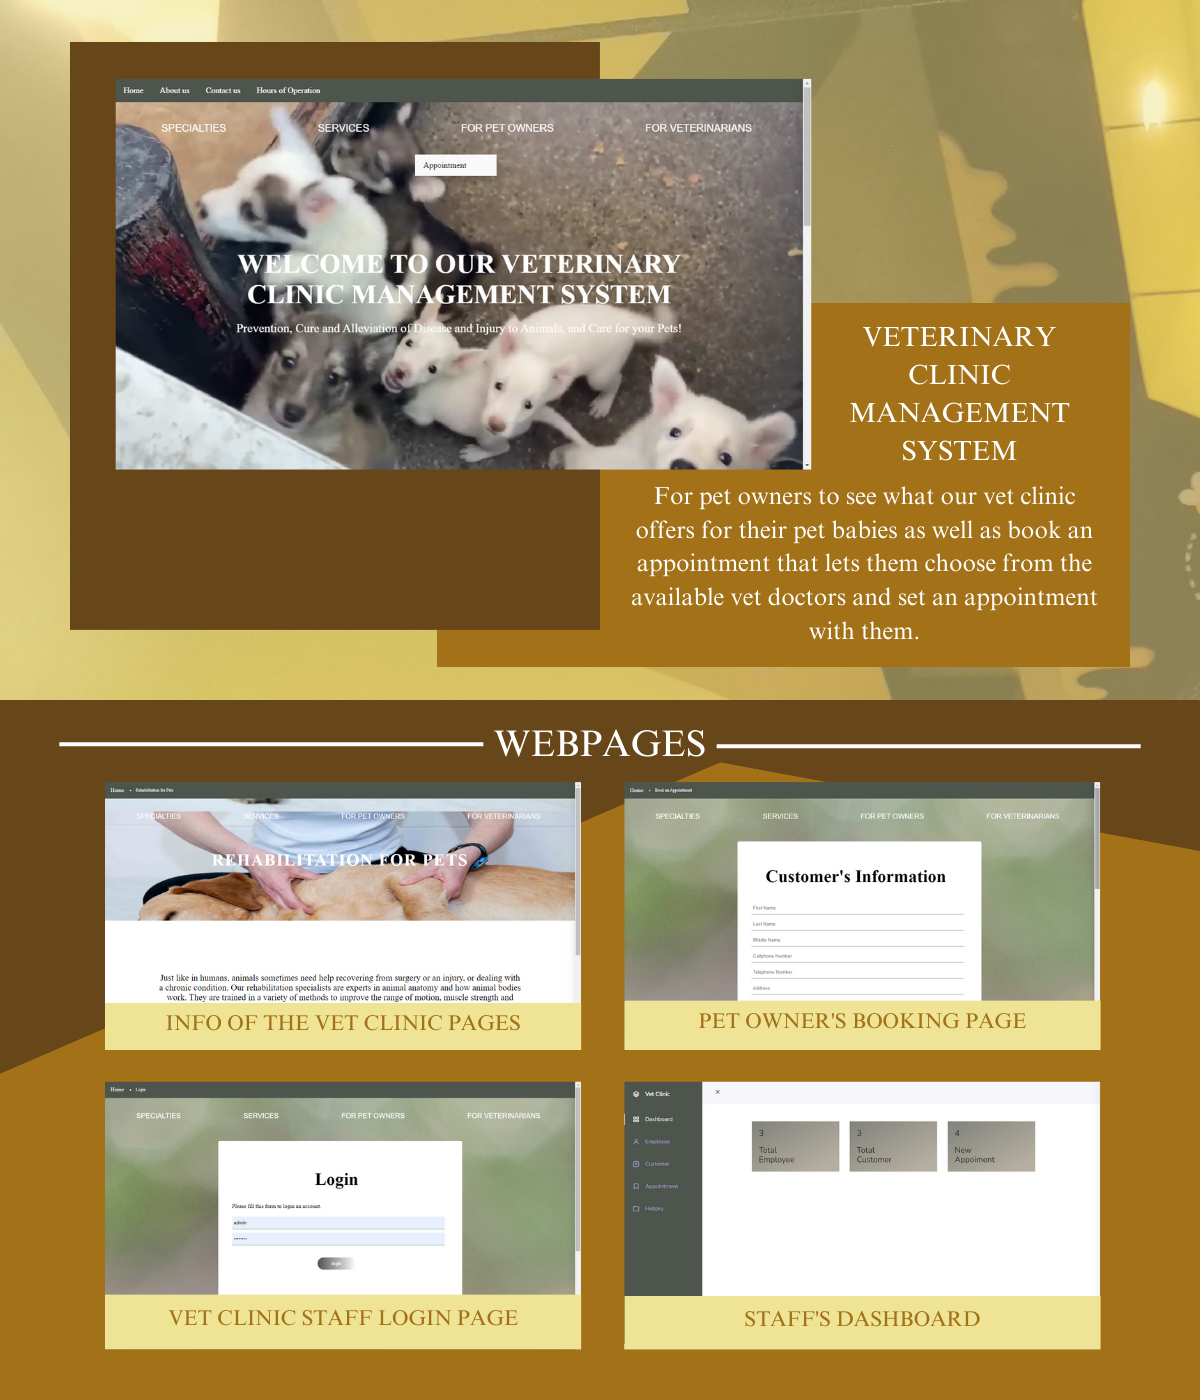 Home About us Contact us Hours of Operation
SPECIALTIES SERVICES FOR PET OWNERS FOR VETERINARIANS
Appointment
WELCOME TO OUR VETERINARY
CLINIC MANAGEMENT SYSTEM
Prevention, Cure and Alleviation of Disease and Injury to Animals, and Care for your Pets!
VETERINARY
CLINIC
MANAGEMENT
SYSTEM
For pet owners to see what our vet clinic
offers for their pet babies as well as book an
appointment that lets them choose from the
available vet doctors and set an appointment
with them.
WEBPAGES
Home • Rehabilitation for Pets
SPECIALTIES SERVICES FOR PET OWNERS FOR VETERINARIANS
REHABILITATION FOR PETS
Just like in humans, animals sometimes need help recovering from surgery or an injury, or dealing with
a chronic condition. Our rehabilitation specialists are experts in animal anatomy and how animal bodies
work. They are trained in a variety of methods to improve the range of motion, muscle strength and
INFO OF THE VET CLINIC PAGES
Home • Book an Appointment
SPECIALTIES SERVICES FOR PET OWNERS FOR VETERINARIANS
Customer's Information
First Name
Last Name
Middle Name
Cellphone Number
Telephone Number
Address
PET OWNER'S BOOKING PAGE
Home • Login
SPECIALTIES SERVICES FOR PET OWNERS FOR VETERINARIANS
Login
Please fill this form to login an account.
admin
••••••••
login
VET CLINIC STAFF LOGIN PAGE
Vet Clinic
×
Dashboard
Employee
Customer
Appointment
History
3
Total
Employee
3
Total
Customer
4
New
Appoiment
STAFF'S DASHBOARD